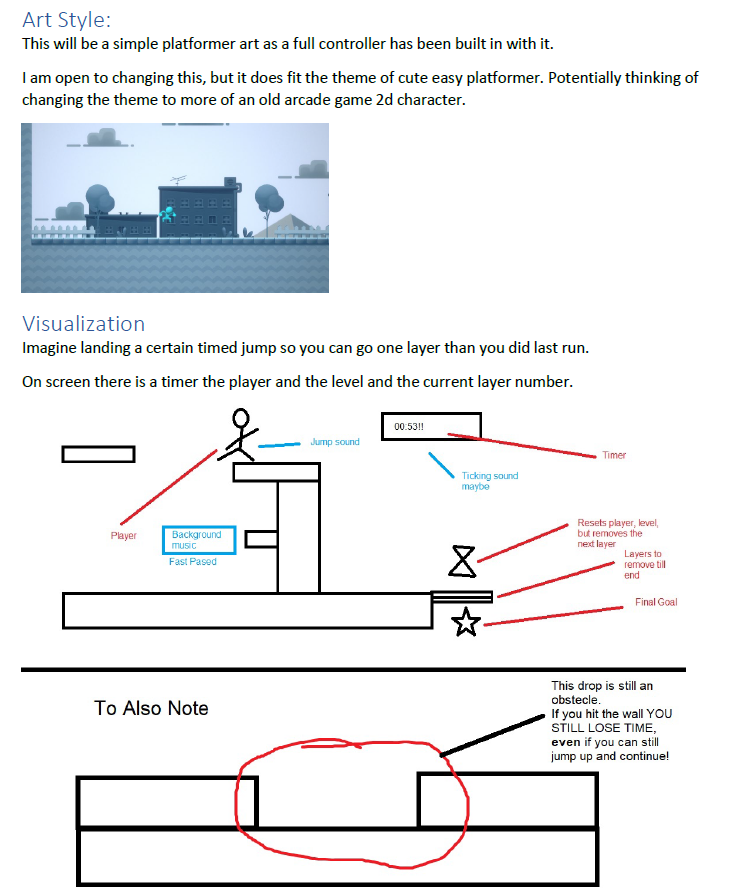 Art Style:
This will be a simple platformer art as a full controller has been built in with it.
I am open to changing this, but it does fit the theme of cute easy platformer. Potentially thinking of
changing the theme to more of an old arcade game 2d character.
Visualization
Imagine landing a certain timed jump so you can go one layer than you did last run.
On screen there is a timer the player and the level and the current layer number.
00:53!!
Jump sound
Timer
Ticking sound
maybe
Player
Background
music
Fast Pased
Resets player, level,
but removes the
next layer
Layers to
remove till
end
Final Goal
To Also Note
This drop is still an
obstecle.
If you hit the wall YOU
STILL LOSE TIME,
even if you can still
jump up and continue!